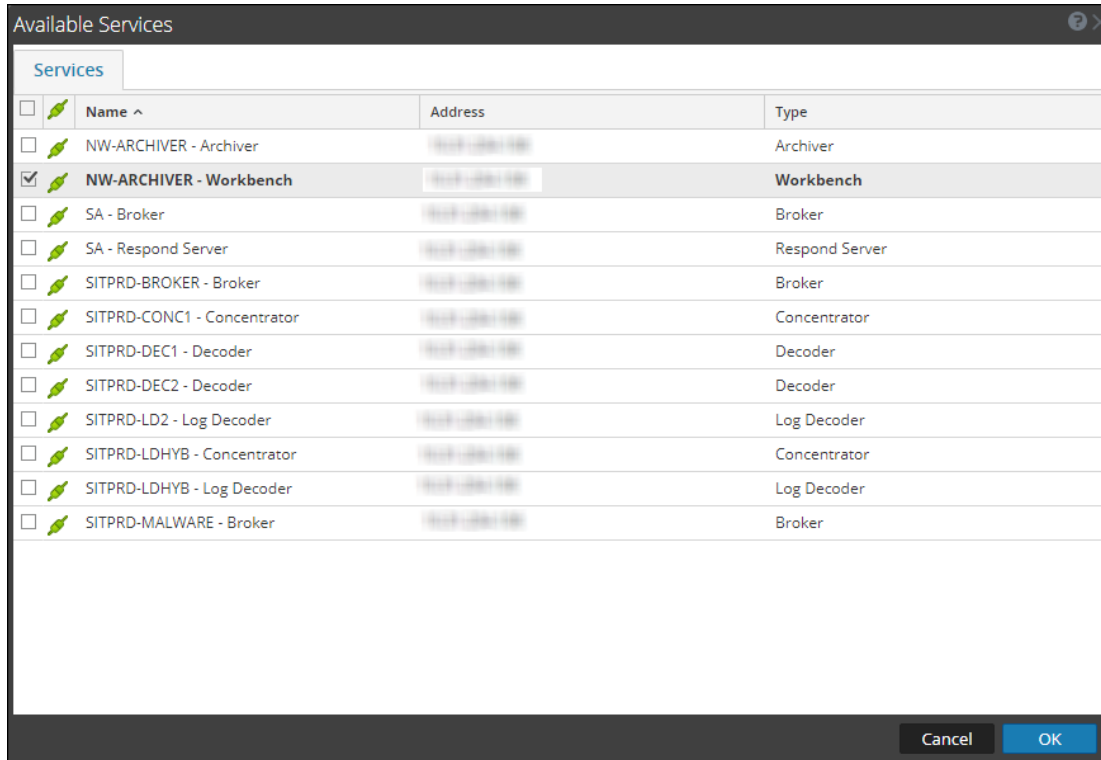 Available Services
Services
Name Address Type
NW-ARCHIVER - Archiver Archiver
NW-ARCHIVER - Workbench Workbench
SA - Broker Broker
SA - Respond Server Respond Server
SITPRD-BROKER - Broker Broker
SITPRD-CONC1 - Concentrator Concentrator
SITPRD-DEC1 - Decoder Decoder
SITPRD-DEC2 - Decoder Decoder
SITPRD-LD2 - Log Decoder Log Decoder
SITPRD-LDHYB - Concentrator Concentrator
SITPRD-LDHYB - Log Decoder Log Decoder
SITPRD-MALWARE - Broker Broker
Cancel OK